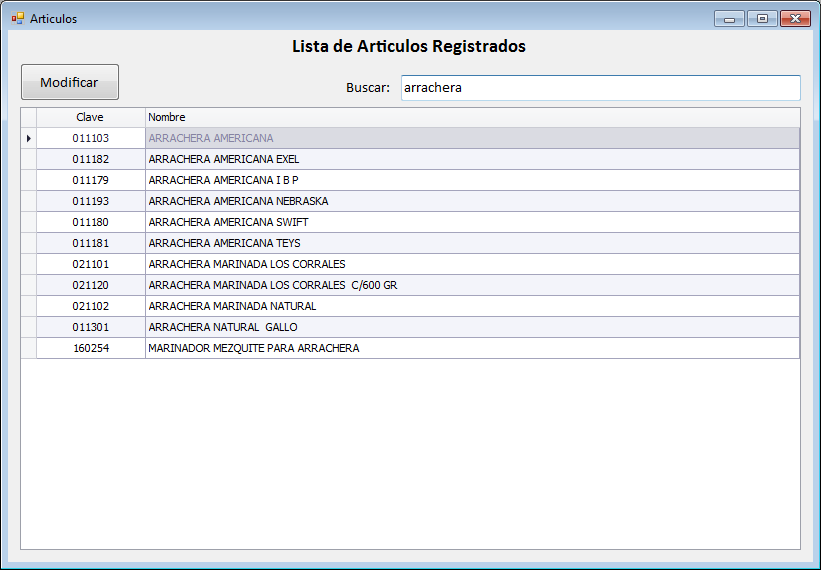 Articulos
Lista de Articulos Registrados
Modificar
Buscar: arrachera
Clave Nombre
011103 ARRACHERA AMERICANA
011182 ARRACHERA AMERICANA EXEL
011179 ARRACHERA AMERICANA I B P
011193 ARRACHERA AMERICANA NEBRASKA
011180 ARRACHERA AMERICANA SWIFT
011181 ARRACHERA AMERICANA TEYS
021101 ARRACHERA MARINADA LOS CORRALES
021120 ARRACHERA MARINADA LOS CORRALES  C/600 GR
021102 ARRACHERA MARINADA NATURAL
011301 ARRACHERA NATURAL  GALLO
160254 MARINADOR MEZQUITE PARA ARRACHERA